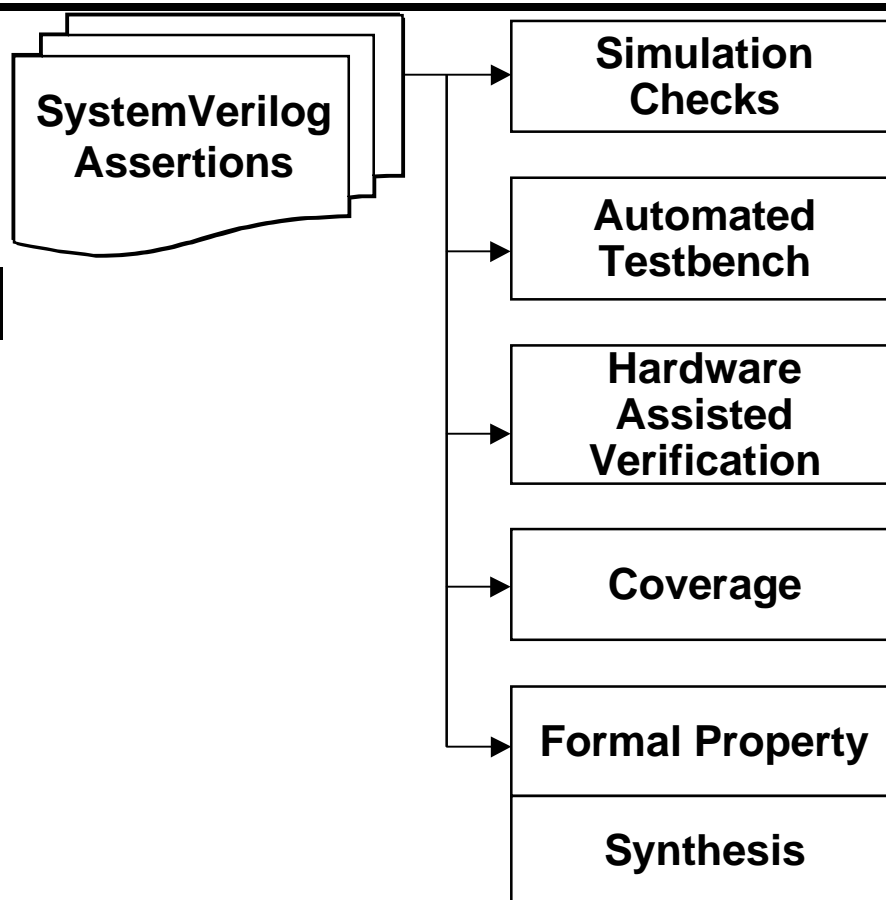 SystemVerilog
Assertions
Simulation
Checks
Automated
Testbench
Hardware
Assisted
Verification
Coverage
Formal Property
Synthesis